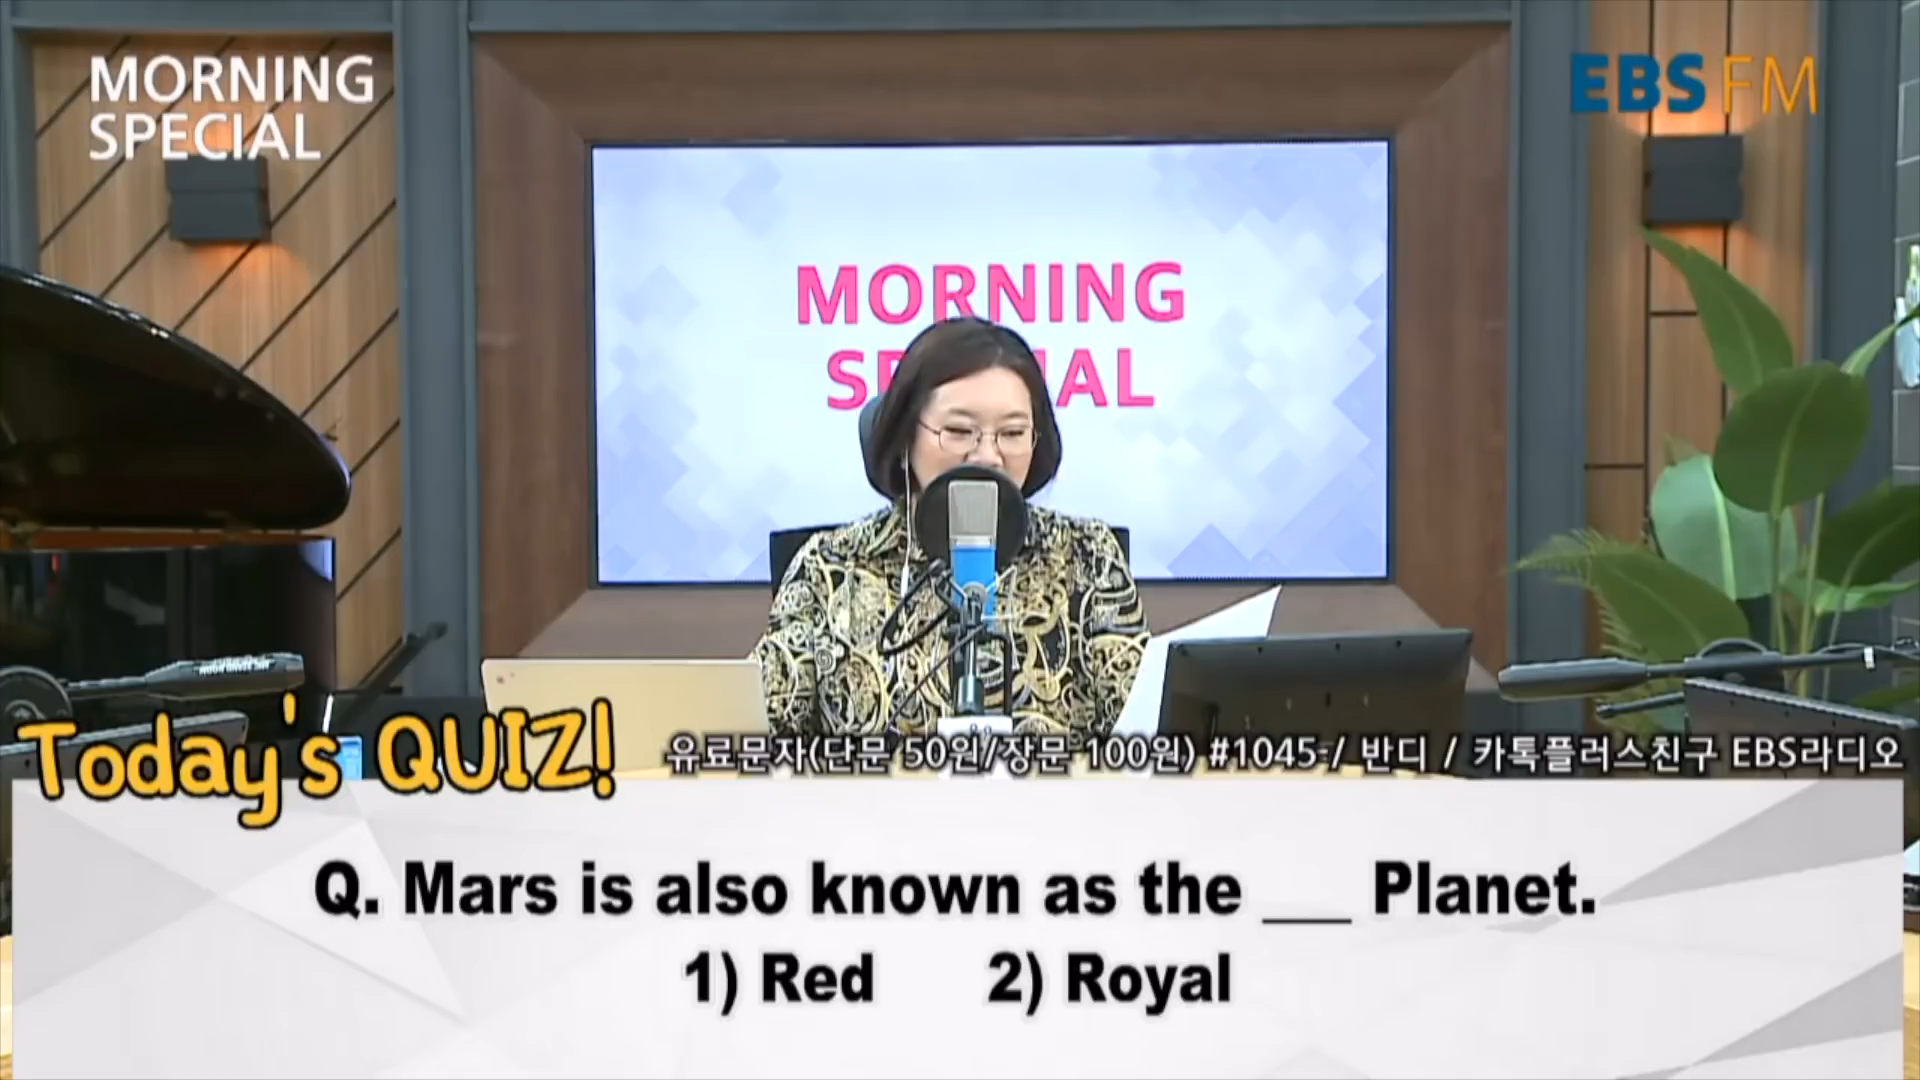 MORNING
SPECIAL
EBS FM
MORNING
SPECIAL
Today's QUIZ!
유료문자(단문 50원/장문 100원) #1045 / 반디 / 카톡플러스친구 EBS라디오
Q. Mars is also known as the ___ Planet.
1) Red 2) Royal